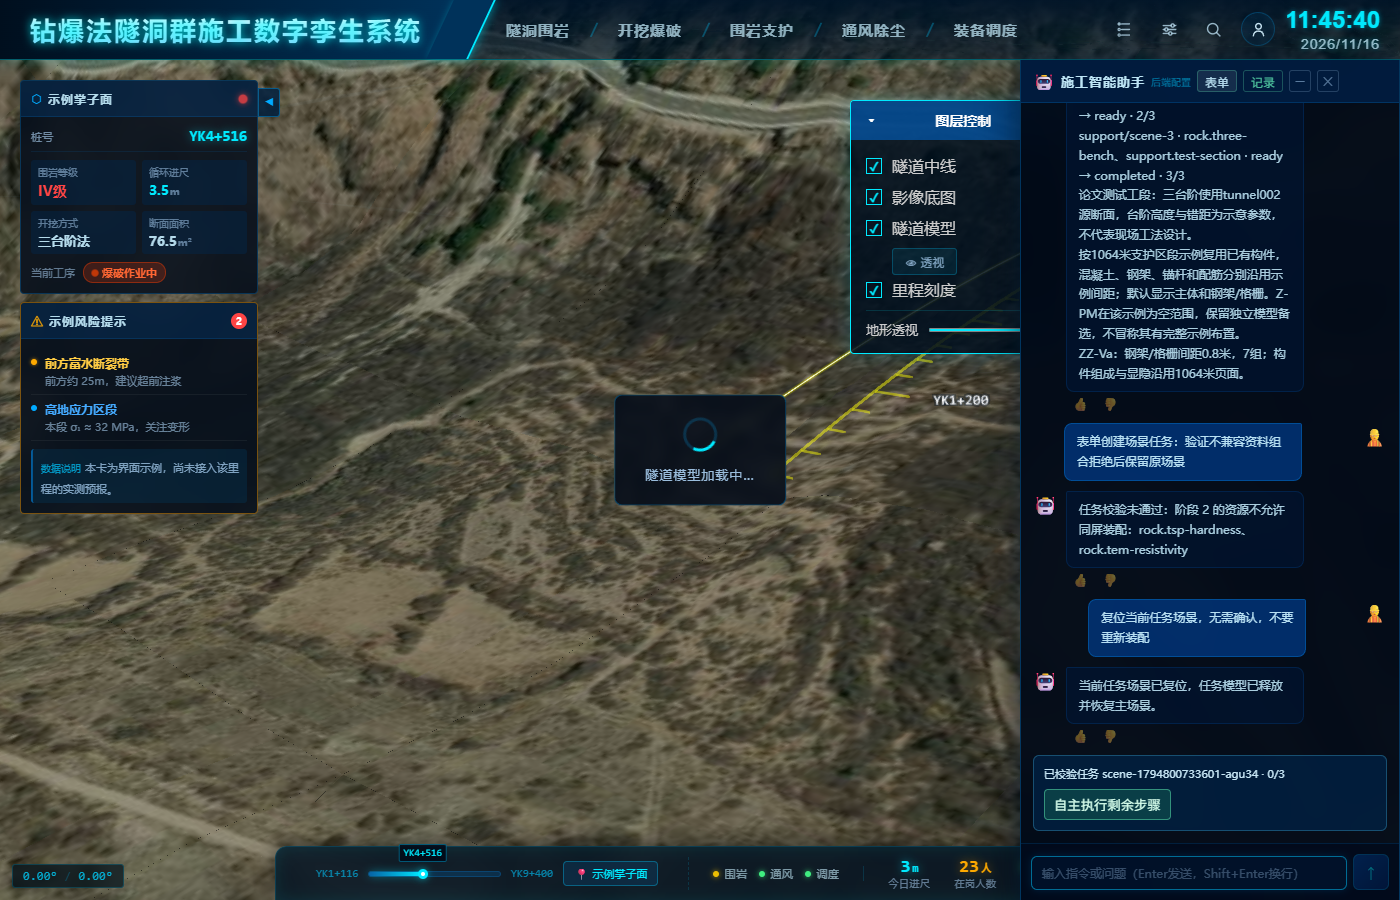 钻爆法隧洞群施工数字孪生系统
隧洞围岩 / 开挖爆破 / 围岩支护 / 通风除尘 / 装备调度
11:45:40
2026/11/16
示例掌子面
桩号 YK4+516
围岩等级 循环进尺
IV级 3.5m
开挖方式 断面面积
三台阶法 76.5m²
当前工序 爆破作业中
示例风险提示 2
前方富水断裂带
前方约 25m，建议超前注浆
高地应力区段
本段 σ₁ ≈ 32 MPa，关注变形
数据说明 本卡为界面示例，尚未接入该里
程的实测预报。
图层控制
隧道中线
影像底图
隧道模型
透视
里程刻度
地形透视
YK1+200
隧道模型加载中...
施工智能助手 后端配置 表单 记录
→ ready · 2/3
support/scene-3 · rock.three-
bench、support.test-section · ready
→ completed · 3/3
论文测试工段：三台阶使用tunnel002
源断面，台阶高度与错距为示意参数，
不代表现场工法设计。
按1064米支护区段示例复用已有构件，
混凝土、钢架、锚杆和配筋分别沿用示
例间距；默认显示主体和钢架/格栅。Z-
PM在该示例为空范围，保留独立模型备
选，不冒称其有完整示例布置。
ZZ-Va：钢架/格栅间距0.8米，7组；构
件组成与显隐沿用1064米页面。
表单创建场景任务：验证不兼容资料组
合拒绝后保留原场景
任务校验未通过：阶段 2 的资源不允许
同屏装配：rock.tsp-hardness、
rock.tem-resistivity
复位当前任务场景，无需确认，不要
重新装配
当前任务场景已复位，任务模型已释放
并恢复主场景。
已校验任务 scene-1794800733601-agu34 · 0/3
自主执行剩余步骤
输入指令或问题（Enter发送，Shift+Enter换行）
0.00° / 0.00°
YK4+516
YK1+116 YK9+400
示例掌子面
围岩 通风 调度
3m
今日进尺
23人
在岗人数